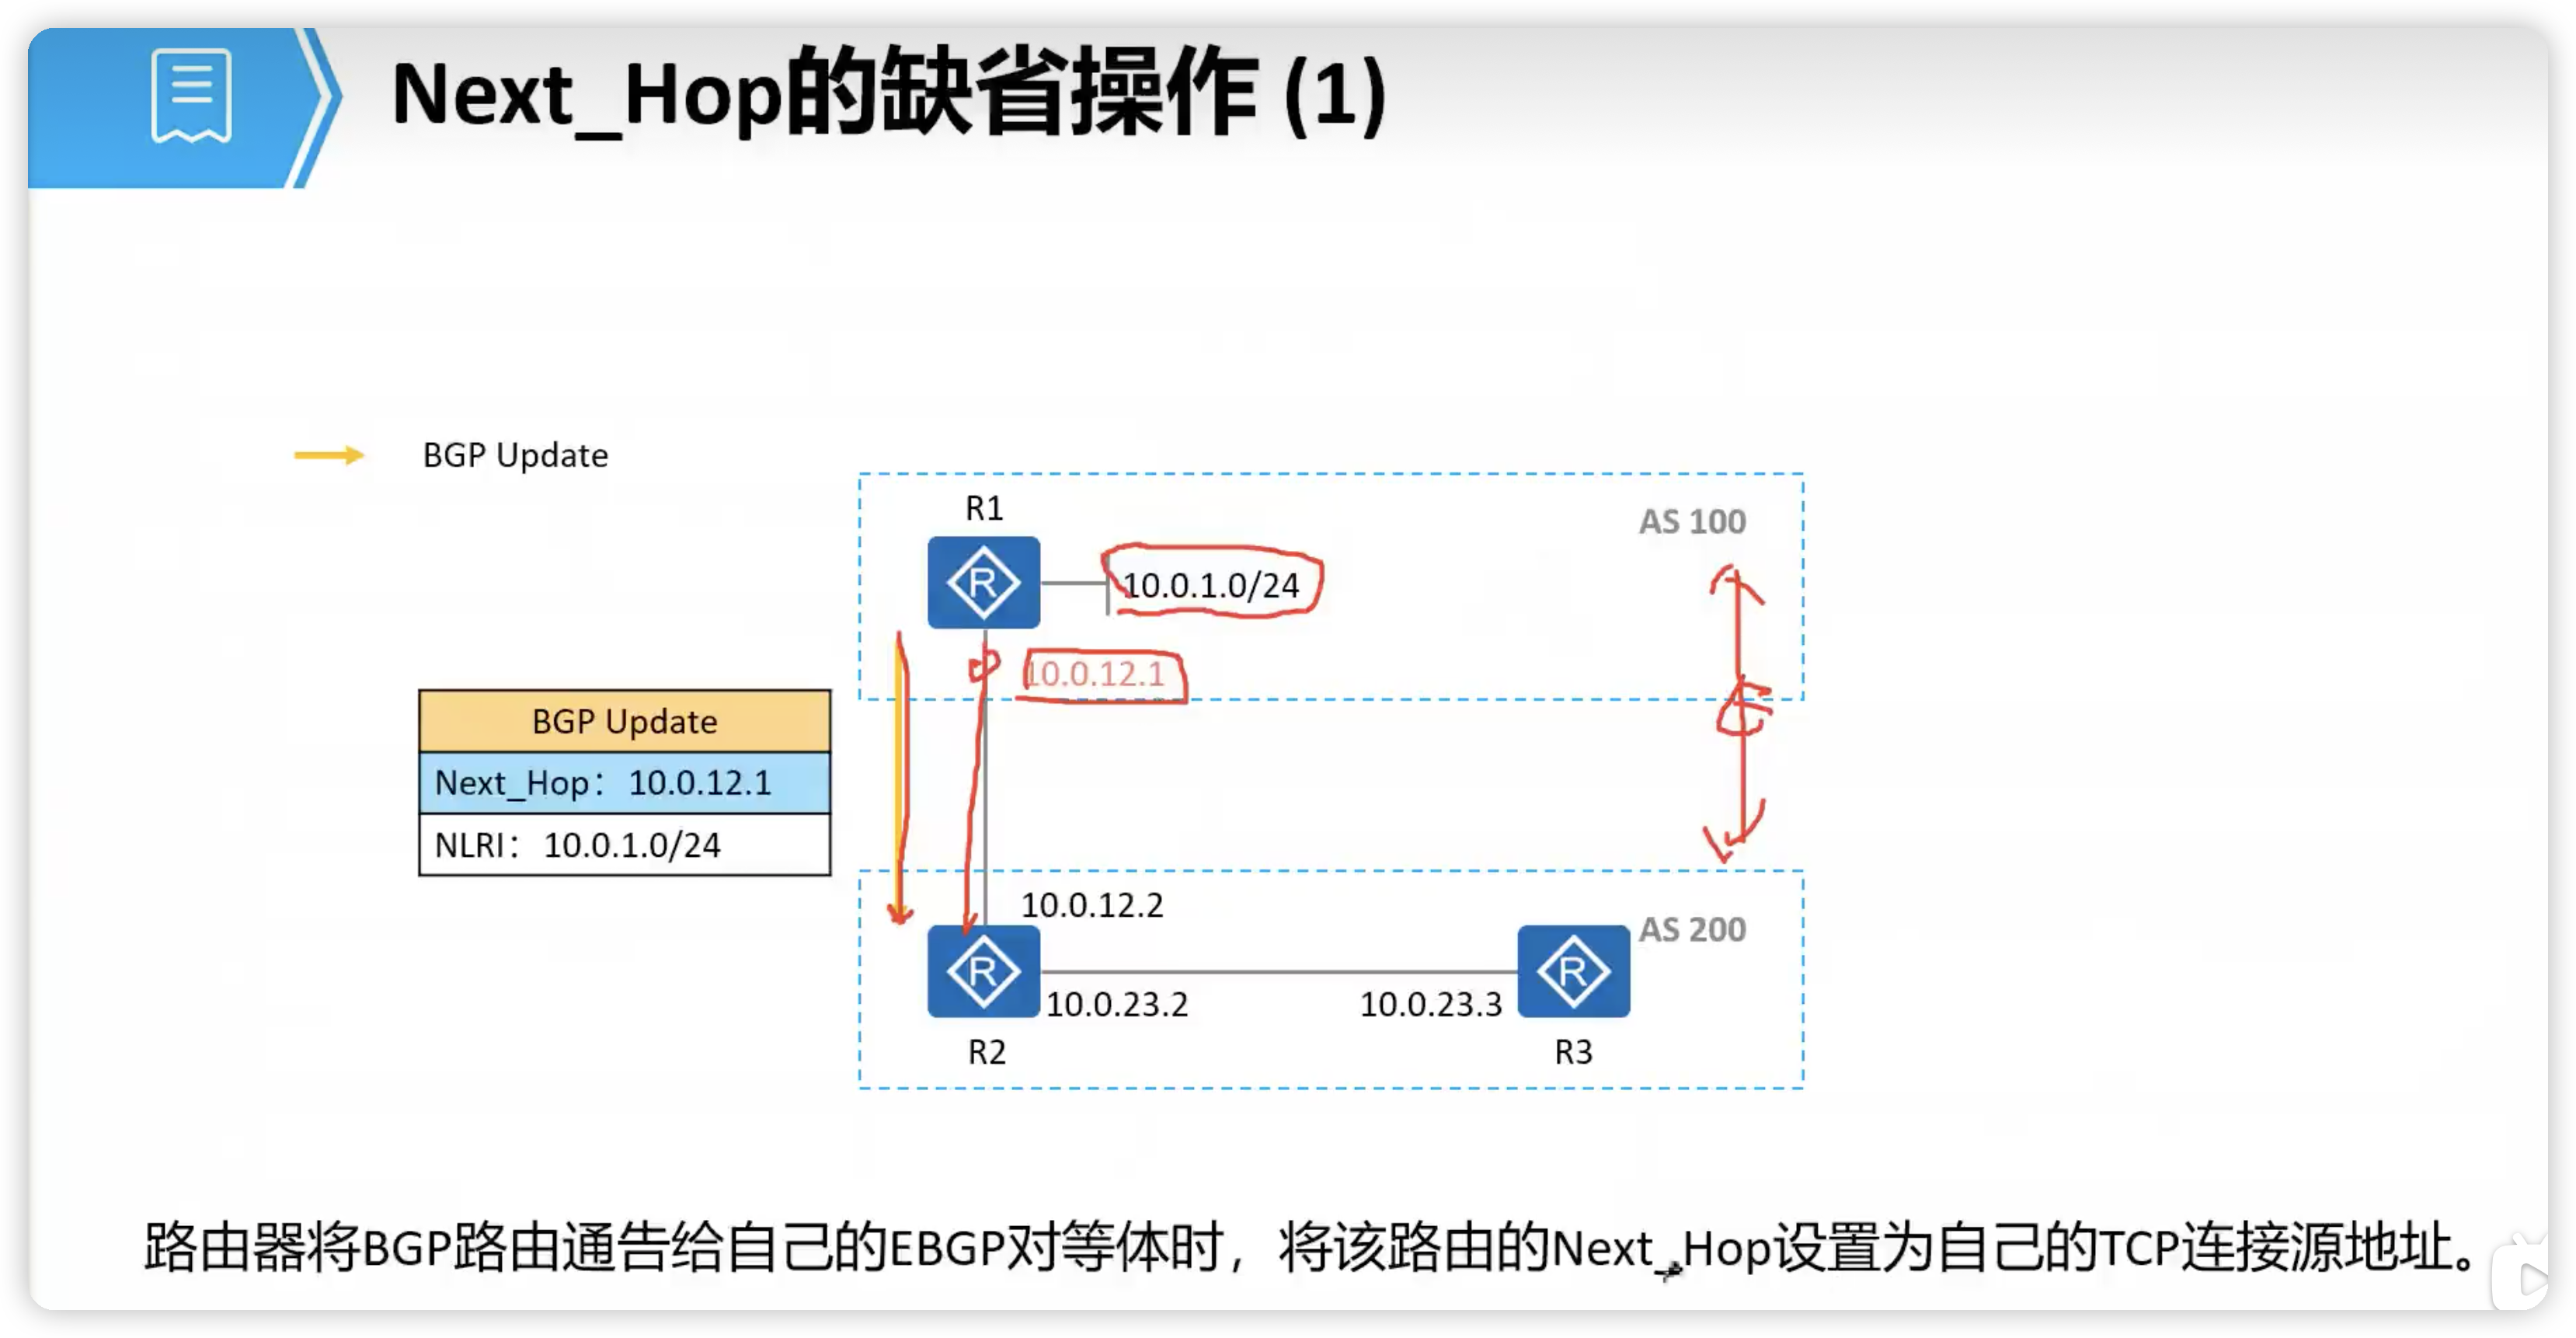 Next_Hop的缺省操作 (1)
BGP Update
R1
AS 100
10.0.1.0/24
10.0.12.1
BGP Update
Next_Hop：10.0.12.1
NLRI：10.0.1.0/24
10.0.12.2
AS 200
10.0.23.2
10.0.23.3
R2
R3
路由器将BGP路由通告给自己的EBGP对等体时，将该路由的Next_Hop设置为自己的TCP连接源地址。